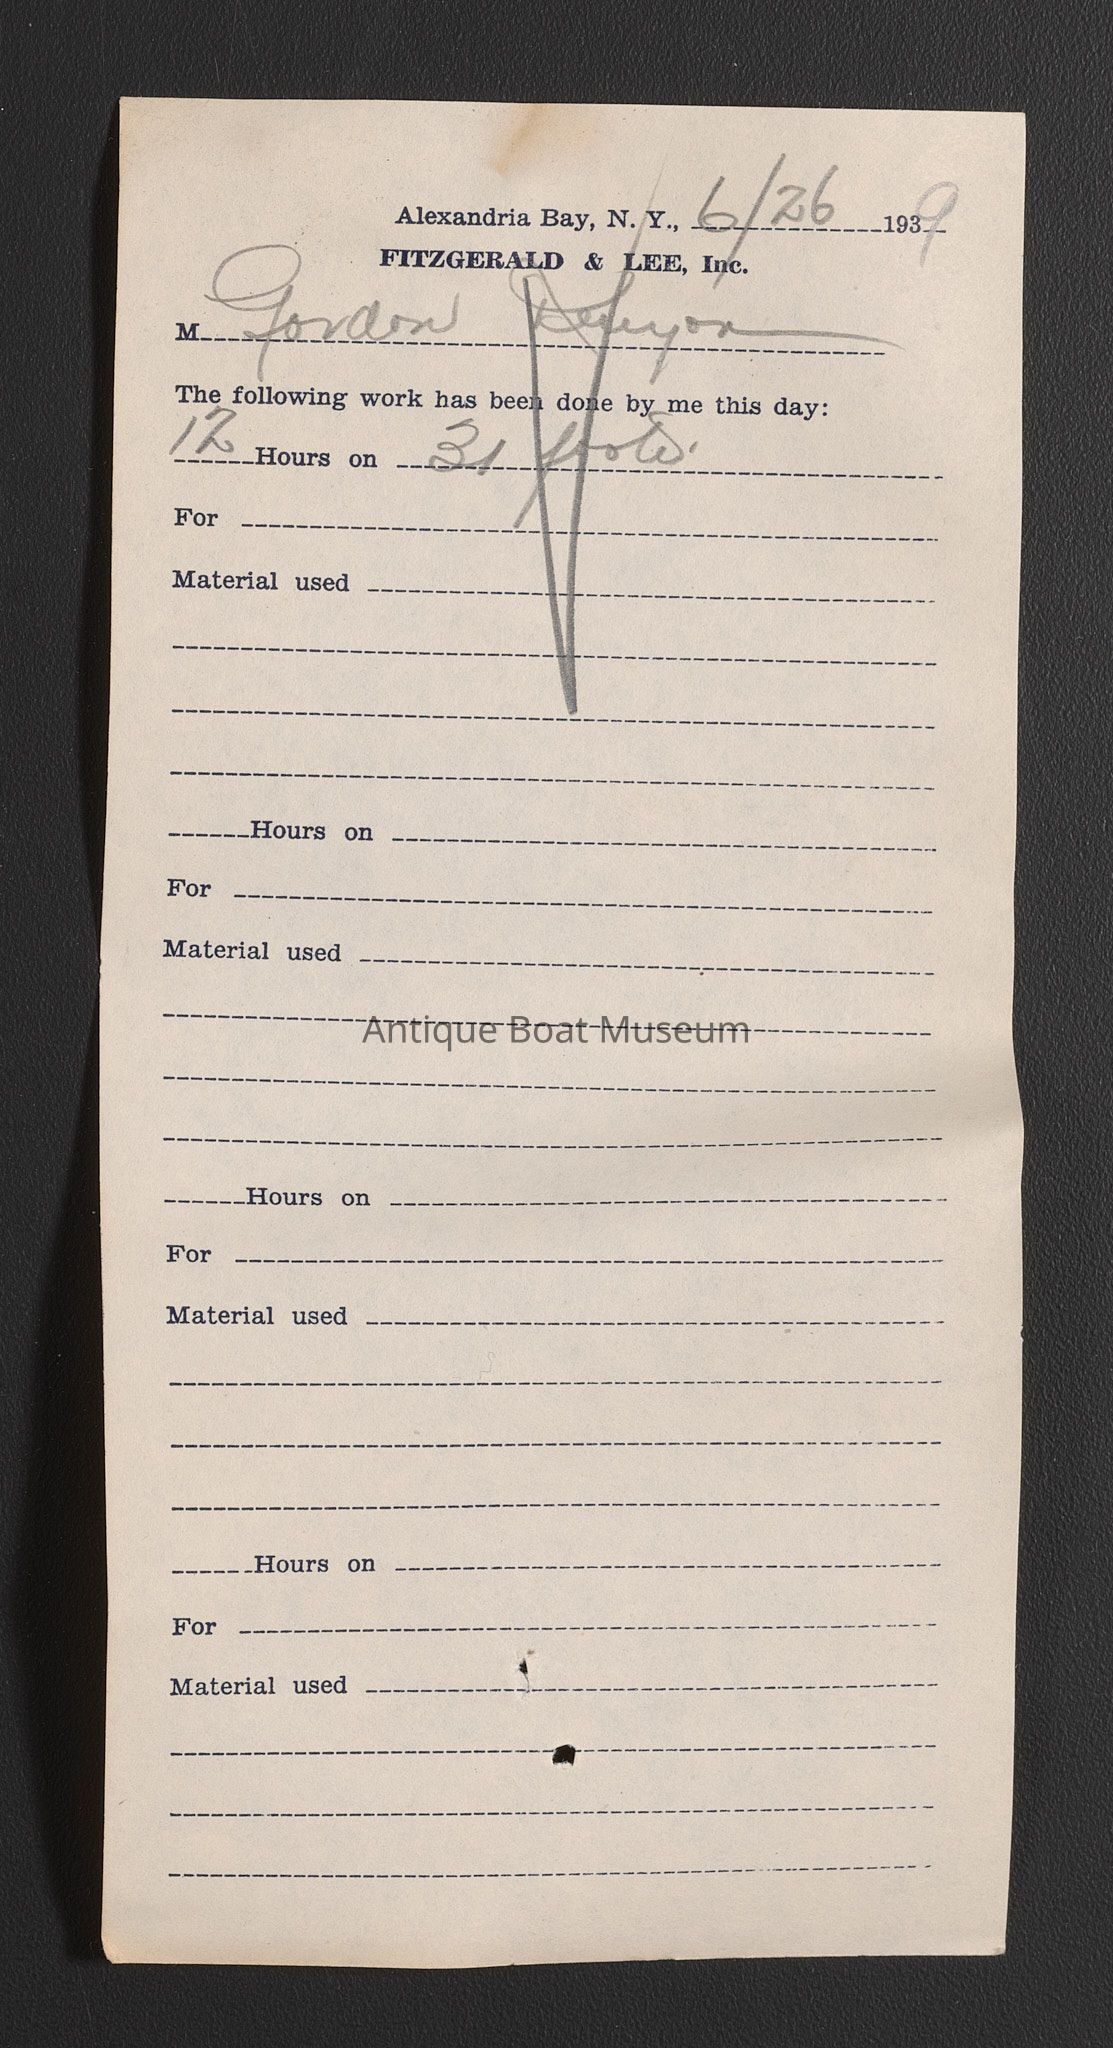 Alexandria Bay, N. Y., 6/26 1939
FITZGERALD & LEE, Inc.
M Gordon Kenyon
The following work has been done by me this day:
12 Hours on 31
For
Material used
Hours on
For
Material used
Antique Boat Museum
Hours on
For
Material used
Hours on
For
Material used